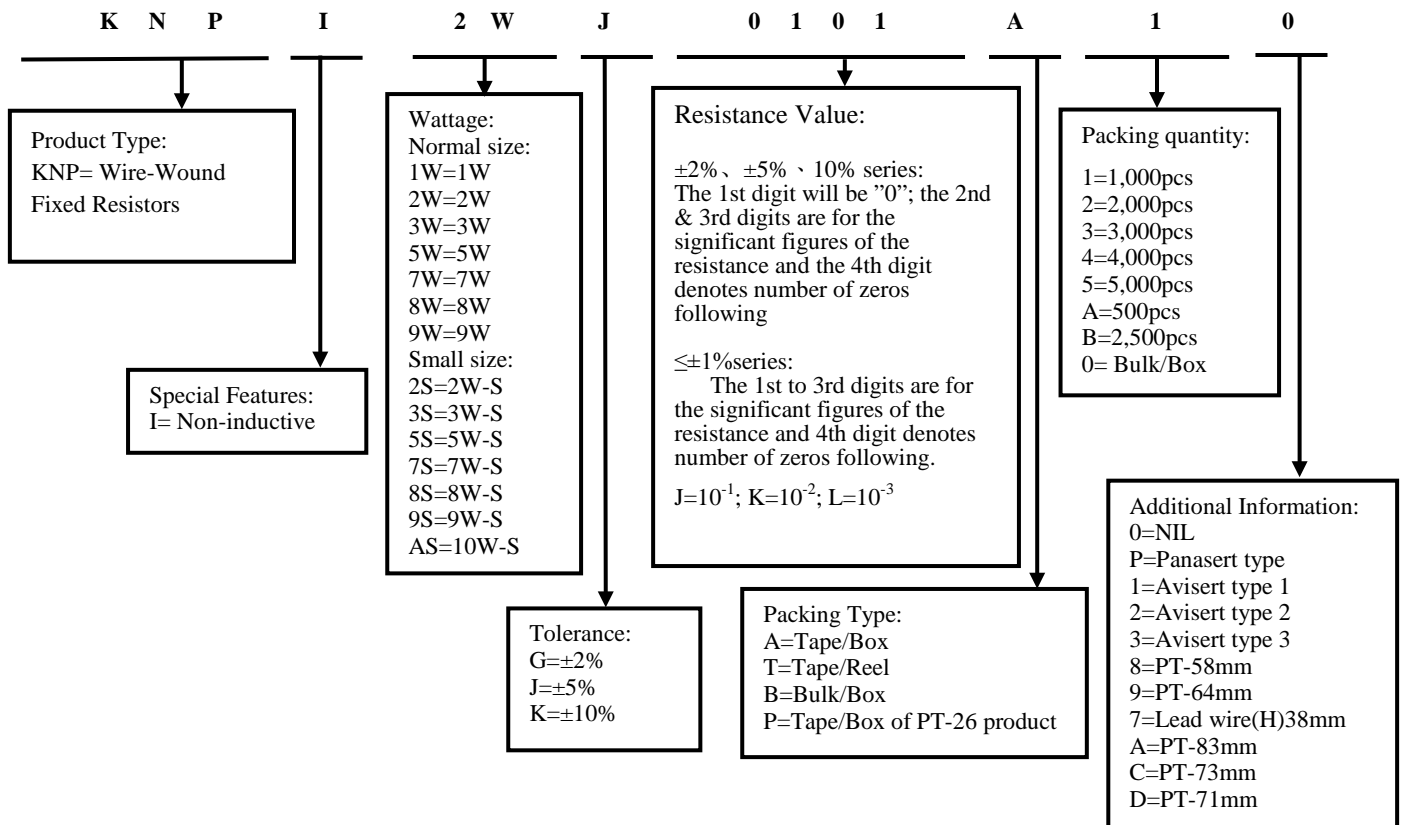 K N P I 2 W J 0 1 0 1 A 1 0
Product Type:
KNP= Wire-Wound
Fixed Resistors
Special Features:
I= Non-inductive
Wattage:
Normal size:
1W=1W
2W=2W
3W=3W
5W=5W
7W=7W
8W=8W
9W=9W
Small size:
2S=2W-S
3S=3W-S
5S=5W-S
7S=7W-S
8S=8W-S
9S=9W-S
AS=10W-S
Tolerance:
G=±2%
J=±5%
K=±10%
Resistance Value:
±2%、±5%、10% series:
The 1st digit will be ”0”; the 2nd
& 3rd digits are for the
significant figures of the
resistance and the 4th digit
denotes number of zeros
following
≤±1%series:
The 1st to 3rd digits are for
the significant figures of the
resistance and 4th digit denotes
number of zeros following.
J=10⁻¹; K=10⁻²; L=10⁻³
Packing Type:
A=Tape/Box
T=Tape/Reel
B=Bulk/Box
P=Tape/Box of PT-26 product
Packing quantity:
1=1,000pcs
2=2,000pcs
3=3,000pcs
4=4,000pcs
5=5,000pcs
A=500pcs
B=2,500pcs
0= Bulk/Box
Additional Information:
0=NIL
P=Panasert type
1=Avisert type 1
2=Avisert type 2
3=Avisert type 3
8=PT-58mm
9=PT-64mm
7=Lead wire(H)38mm
A=PT-83mm
C=PT-73mm
D=PT-71mm